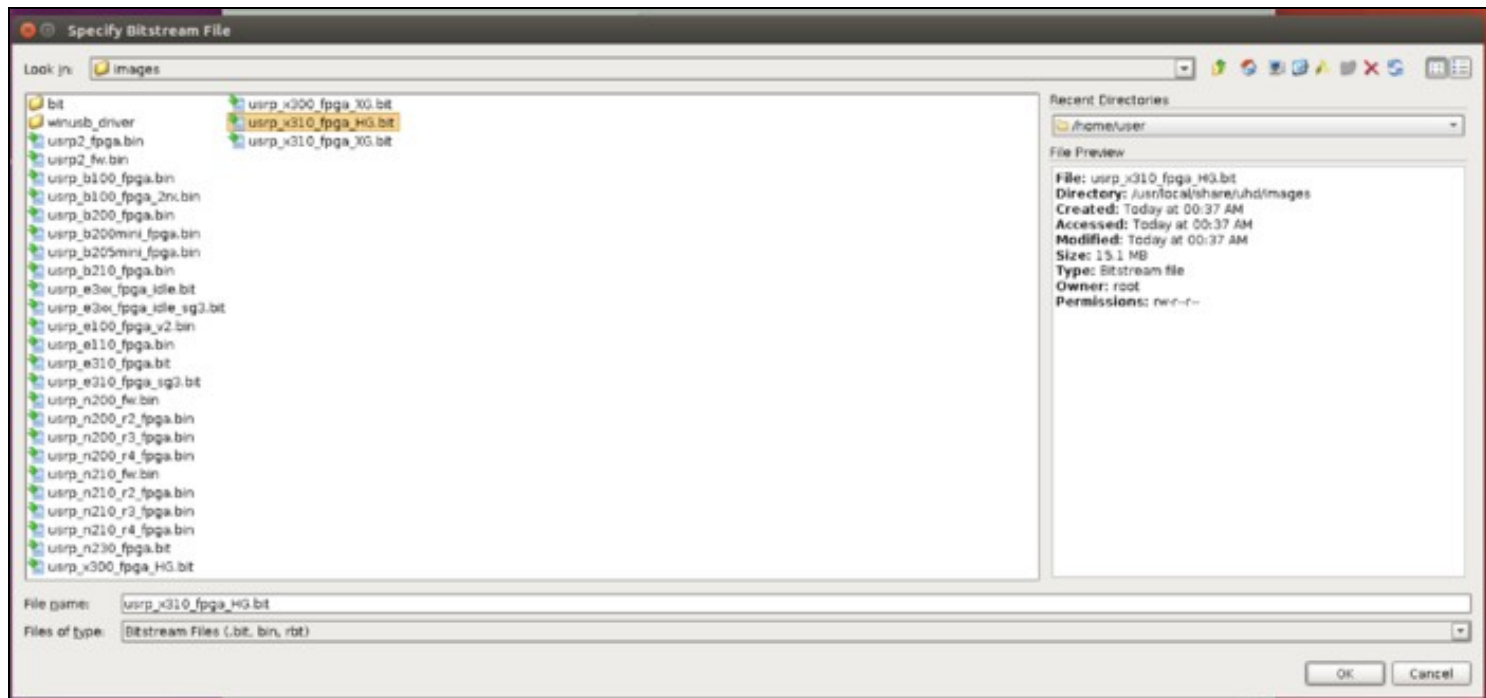 Specify Bitstream File
Look in: images
bit
winusb_driver
usrp2_fpga.bin
usrp2_fw.bin
usrp_b100_fpga.bin
usrp_b100_fpga_2rx.bin
usrp_b200_fpga.bin
usrp_b200mini_fpga.bin
usrp_b205mini_fpga.bin
usrp_b210_fpga.bin
usrp_e3xx_fpga_idle.bit
usrp_e3xx_fpga_idle_sg3.bit
usrp_e100_fpga_v2.bin
usrp_e110_fpga.bin
usrp_e310_fpga.bit
usrp_e310_fpga_sg3.bit
usrp_n200_fw.bin
usrp_n200_r2_fpga.bin
usrp_n200_r3_fpga.bin
usrp_n200_r4_fpga.bin
usrp_n210_fw.bin
usrp_n210_r2_fpga.bin
usrp_n210_r3_fpga.bin
usrp_n210_r4_fpga.bin
usrp_n230_fpga.bit
usrp_x300_fpga_HG.bit
usrp_x300_fpga_XG.bit
usrp_x310_fpga_HG.bit
usrp_x310_fpga_XG.bit
Recent Directories
/home/user
File Preview
File: usrp_x310_fpga_HG.bit
Directory: /usr/local/share/uhd/images
Created: Today at 00:37 AM
Accessed: Today at 00:37 AM
Modified: Today at 00:37 AM
Size: 15.1 MB
Type: Bitstream file
Owner: root
Permissions: rw-r--r--
File name: usrp_x310_fpga_HG.bit
Files of type: Bitstream Files (.bit, bin, rbt)
OK Cancel